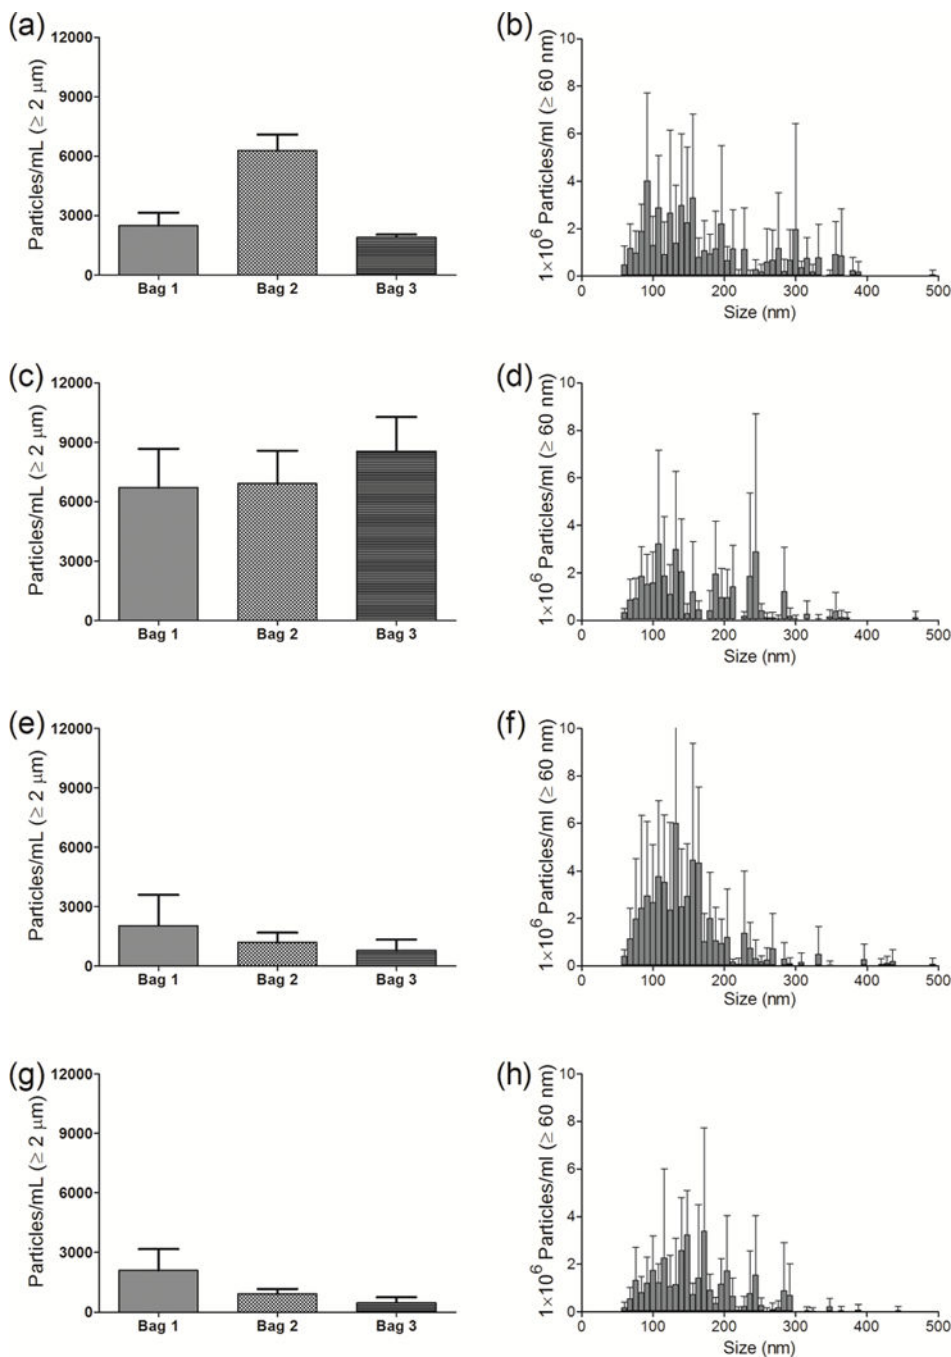 (a)
Particles/mL (≥ 2 μm)
12000
9000
6000
3000
0
Bag 1 Bag 2 Bag 3
(b)
1×10⁶ Particles/ml (≥ 60 nm)
10
8
6
4
2
0
0 100 200 300 400 500
Size (nm)
(c)
Particles/mL (≥ 2 μm)
12000
9000
6000
3000
0
Bag 1 Bag 2 Bag 3
(d)
1×10⁶ Particles/ml (≥ 60 nm)
10
8
6
4
2
0
0 100 200 300 400 500
Size (nm)
(e)
Particles/mL (≥ 2 μm)
12000
9000
6000
3000
0
Bag 1 Bag 2 Bag 3
(f)
1×10⁶ Particles/ml (≥ 60 nm)
10
8
6
4
2
0
0 100 200 300 400 500
Size (nm)
(g)
Particles/mL (≥ 2 μm)
12000
9000
6000
3000
0
Bag 1 Bag 2 Bag 3
(h)
1×10⁶ Particles/ml (≥ 60 nm)
10
8
6
4
2
0
0 100 200 300 400 500
Size (nm)